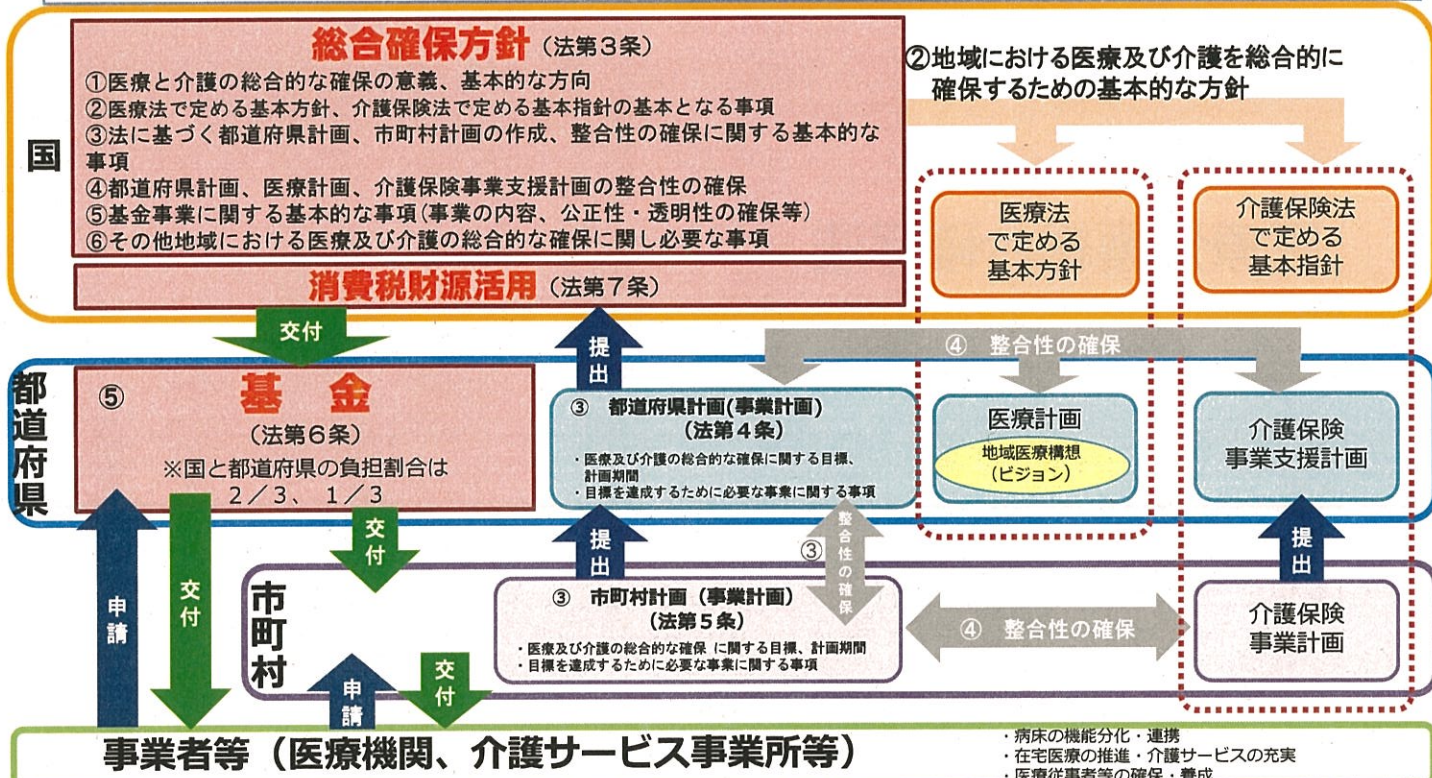 国
総合確保方針（法第３条）
①医療と介護の総合的な確保の意義、基本的な方向
②医療法で定める基本方針、介護保険法で定める基本指針の基本となる事項
③法に基づく都道府県計画、市町村計画の作成、整合性の確保に関する基本的な
事項
④都道府県計画、医療計画、介護保険事業支援計画の整合性の確保
⑤基金事業に関する基本的な事項(事業の内容、公正性・透明性の確保等)
⑥その他地域における医療及び介護の総合的な確保に関し必要な事項
消費税財源活用（法第７条）
②地域における医療及び介護を総合的に
確保するための基本的な方針
医療法
で定める
基本方針
介護保険法
で定める
基本指針
交付
提出
④ 整合性の確保
都道府県
⑤ 基 金
（法第６条）
※国と都道府県の負担割合は
２／３、１／３
③ 都道府県計画(事業計画)
（法第４条）
・医療及び介護の総合的な確保に関する目標、
計画期間
・目標を達成するために必要な事業に関する事項
医療計画
地域医療構想
（ビジョン）
介護保険
事業支援計画
申請
交付
交付
提出
③
整合性の確保
提出
市町村
③ 市町村計画（事業計画）
（法第５条）
・医療及び介護の総合的な確保 に関する目標、計画期間
・目標を達成するために必要な事業に関する事項
④ 整合性の確保
介護保険
事業計画
申請
交付
事業者等（医療機関、介護サービス事業所等）
・病床の機能分化・連携
・在宅医療の推進・介護サービスの充実
・医療従事者等の確保・養成